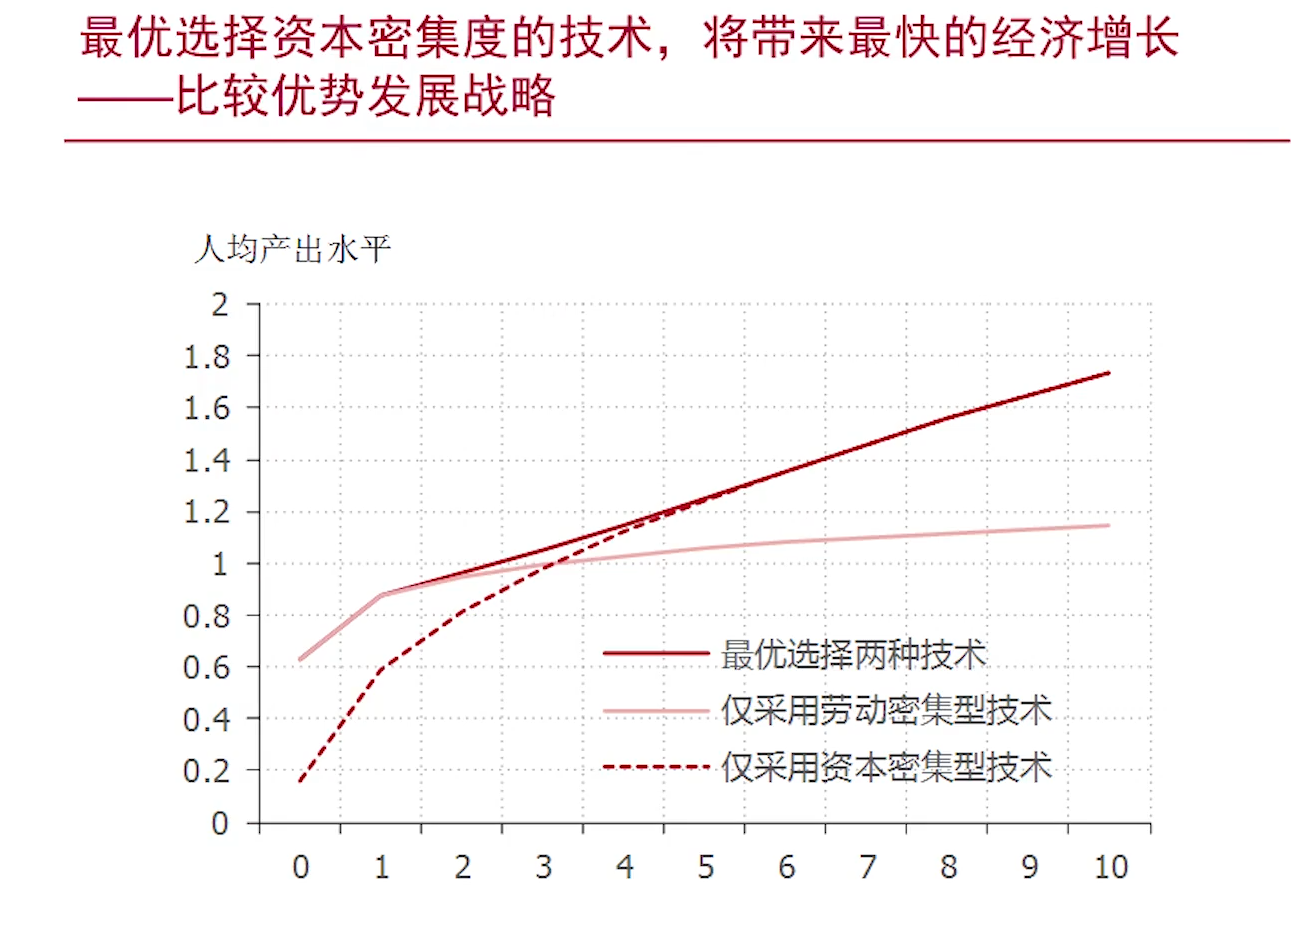 最优选择资本密集度的技术，将带来最快的经济增长
——比较优势发展战略
人均产出水平
2
1.8
1.6
1.4
1.2
1
0.8
0.6
0.4
0.2
0
最优选择两种技术
仅采用劳动密集型技术
仅采用资本密集型技术
0 1 2 3 4 5 6 7 8 9 10